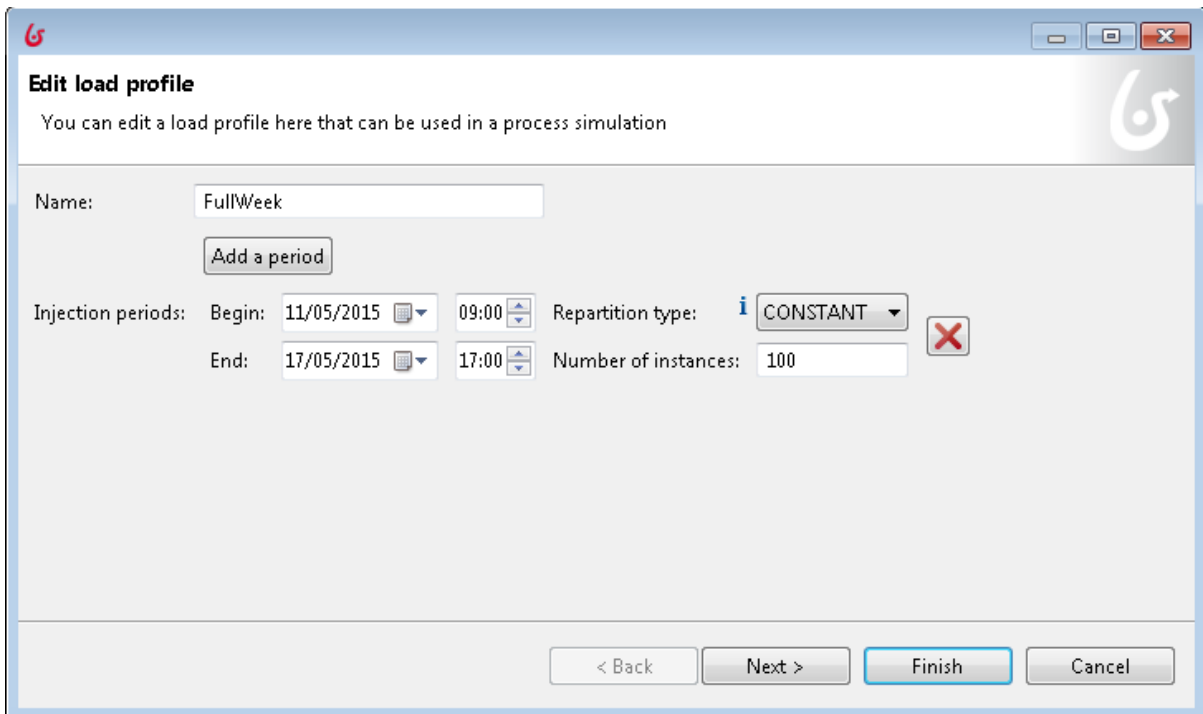 Edit load profile
You can edit a load profile here that can be used in a process simulation
Name: FullWeek
Add a period
Injection periods: Begin: 11/05/2015 09:00 Repartition type: i CONSTANT
End: 17/05/2015 17:00 Number of instances: 100
< Back Next > Finish Cancel